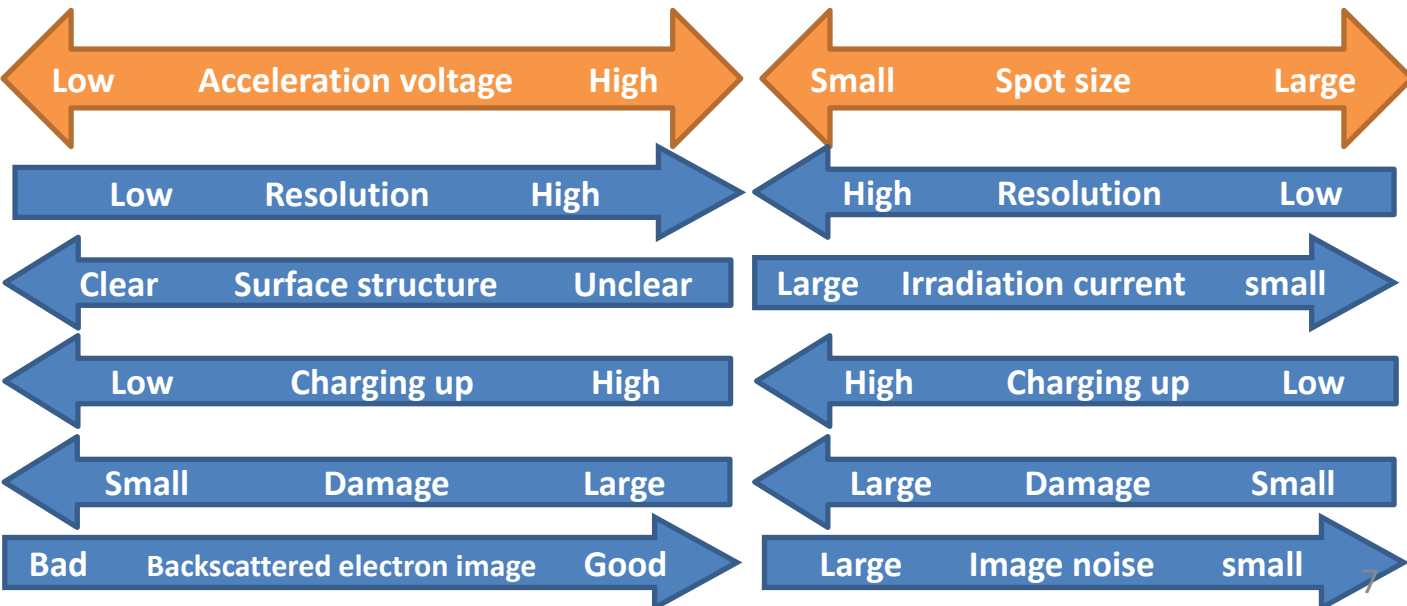 Low Acceleration voltage High
Small Spot size Large
Low Resolution High
High Resolution Low
Clear Surface structure Unclear
Large Irradiation current small
Low Charging up High
High Charging up Low
Small Damage Large
Large Damage Small
Bad Backscattered electron image Good
Large Image noise small
7